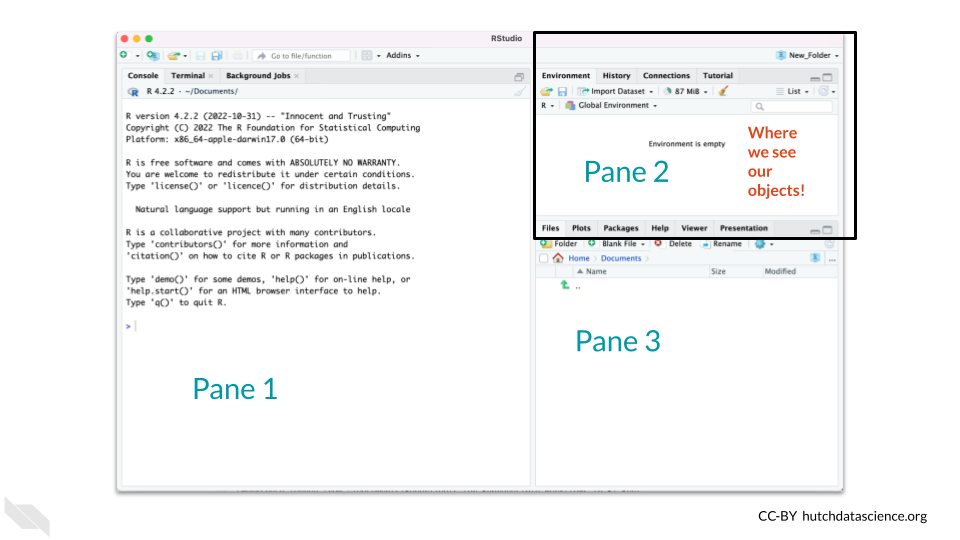 RStudio
Go to file/function
Addins
New_Folder
Console Terminal Background Jobs
R 4.2.2 · ~/Documents/
R version 4.2.2 (2022-10-31) -- "Innocent and Trusting"
Copyright (C) 2022 The R Foundation for Statistical Computing
Platform: x86_64-apple-darwin17.0 (64-bit)
R is free software and comes with ABSOLUTELY NO WARRANTY.
You are welcome to redistribute it under certain conditions.
Type 'license()' or 'licence()' for distribution details.
Natural language support but running in an English locale
R is a collaborative project with many contributors.
Type 'contributors()' for more information and
'citation()' on how to cite R or R packages in publications.
Type 'demo()' for some demos, 'help()' for on-line help, or
'help.start()' for an HTML browser interface to help.
Type 'q()' to quit R.
>
Pane 1
Environment History Connections Tutorial
Import Dataset 87 MiB List
R Global Environment
Environment is empty
Pane 2
Where
we see
our
objects!
Files Plots Packages Help Viewer Presentation
Folder Blank File Delete Rename
Home Documents ...
Name Size Modified
..
Pane 3
CC-BY hutchdatascience.org